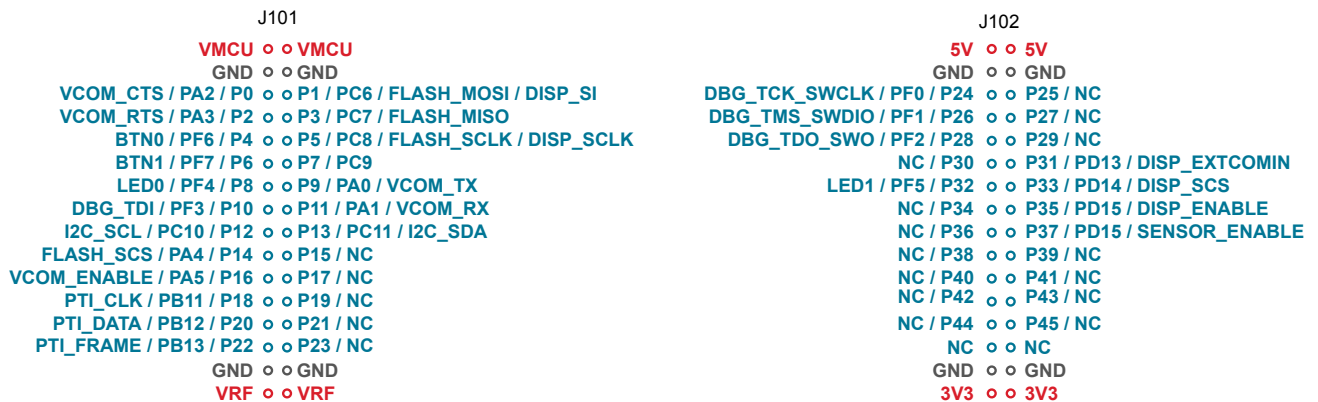 J101
VMCU VMCU
GND GND
VCOM_CTS / PA2 / P0 P1 / PC6 / FLASH_MOSI / DISP_SI
VCOM_RTS / PA3 / P2 P3 / PC7 / FLASH_MISO
BTN0 / PF6 / P4 P5 / PC8 / FLASH_SCLK / DISP_SCLK
BTN1 / PF7 / P6 P7 / PC9
LED0 / PF4 / P8 P9 / PA0 / VCOM_TX
DBG_TDI / PF3 / P10 P11 / PA1 / VCOM_RX
I2C_SCL / PC10 / P12 P13 / PC11 / I2C_SDA
FLASH_SCS / PA4 / P14 P15 / NC
VCOM_ENABLE / PA5 / P16 P17 / NC
PTI_CLK / PB11 / P18 P19 / NC
PTI_DATA / PB12 / P20 P21 / NC
PTI_FRAME / PB13 / P22 P23 / NC
GND GND
VRF VRF
J102
5V 5V
GND GND
DBG_TCK_SWCLK / PF0 / P24 P25 / NC
DBG_TMS_SWDIO / PF1 / P26 P27 / NC
DBG_TDO_SWO / PF2 / P28 P29 / NC
NC / P30 P31 / PD13 / DISP_EXTCOMIN
LED1 / PF5 / P32 P33 / PD14 / DISP_SCS
NC / P34 P35 / PD15 / DISP_ENABLE
NC / P36 P37 / PD15 / SENSOR_ENABLE
NC / P38 P39 / NC
NC / P40 P41 / NC
NC / P42 P43 / NC
NC / P44 P45 / NC
NC NC
GND GND
3V3 3V3